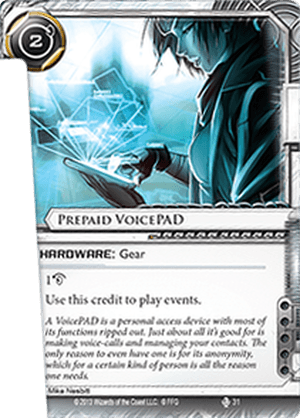 2
PREPAID VOICEPAD
HARDWARE: Gear
1
Use this credit to play events.
A VoicePAD is a personal access device with most of
its functions ripped out. Just about all it's good for is
making voice-calls and managing your contacts. The
only reason to even have one is for its anonymity,
which for a certain kind of person is all the reason
one needs.
Mike Nesbitt
©2013 Wizards of the Coast LLC. © FFG
31